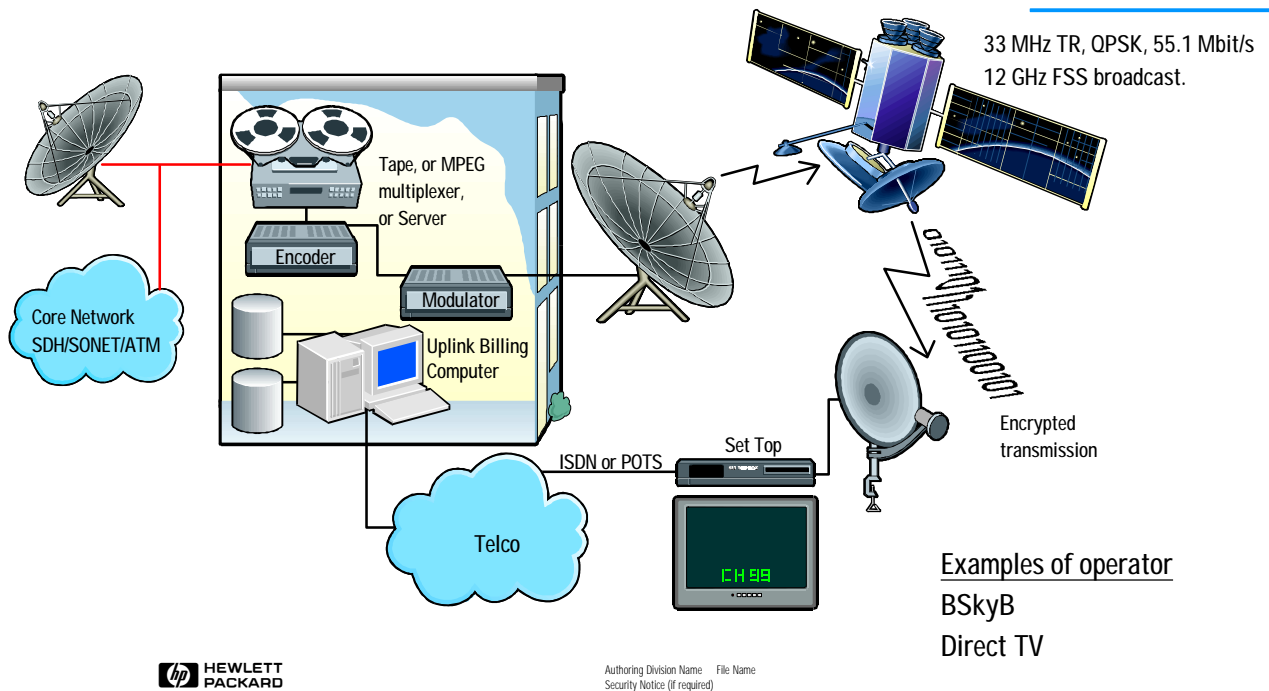 33 MHz TR, QPSK, 55.1 Mbit/s
12 GHz FSS broadcast.
Tape, or MPEG
multiplexer,
or Server
Encoder
Modulator
Core Network
SDH/SONET/ATM
Uplink Billing
Computer
010111010110101100101
Encrypted
transmission
Set Top
ISDN or POTS
Telco
CH 99
Examples of operator
BSkyB
Direct TV
hp HEWLETT
PACKARD
Authoring Division Name File Name
Security Notice (if required)